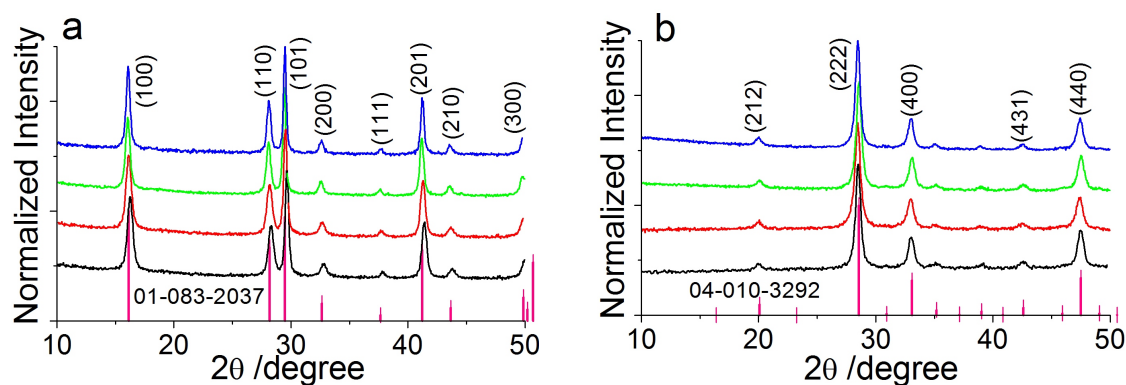 a
Normalized Intensity
(100)
(110)
(101)
(200)
(111)
(201)
(210)
(300)
01-083-2037
10 20 30 40 50
2θ /degree
b
Normalized Intensity
(212)
(222)
(400)
(431)
(440)
04-010-3292
10 20 30 40 50
2θ /degree